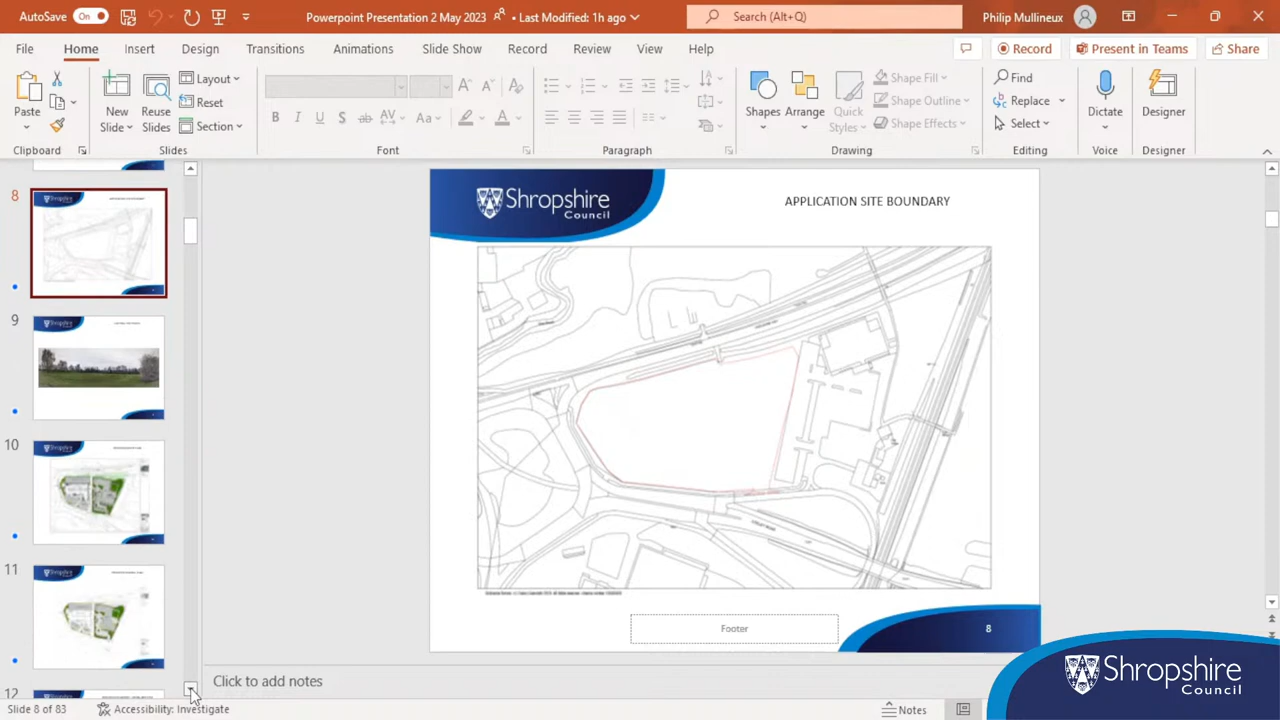 AutoSave On Powerpoint Presentation 2 May 2023 • Last Modified: 1h ago Search (Alt+Q) Philip Mullineux
File Home Insert Design Transitions Animations Slide Show Record Review View Help Record Present in Teams Share
Paste New Slide Reuse Slides Layout Reset Section Shapes Arrange Quick Styles Shape Fill Shape Outline Shape Effects Find Replace Select Dictate Designer
Clipboard Slides Font Paragraph Drawing Editing Voice Designer
8
9
10
11
12
Shropshire
Council
APPLICATION SITE BOUNDARY
Footer
8
Click to add notes
Shropshire
Council
Slide 8 of 83 Accessibility: Investigate Notes